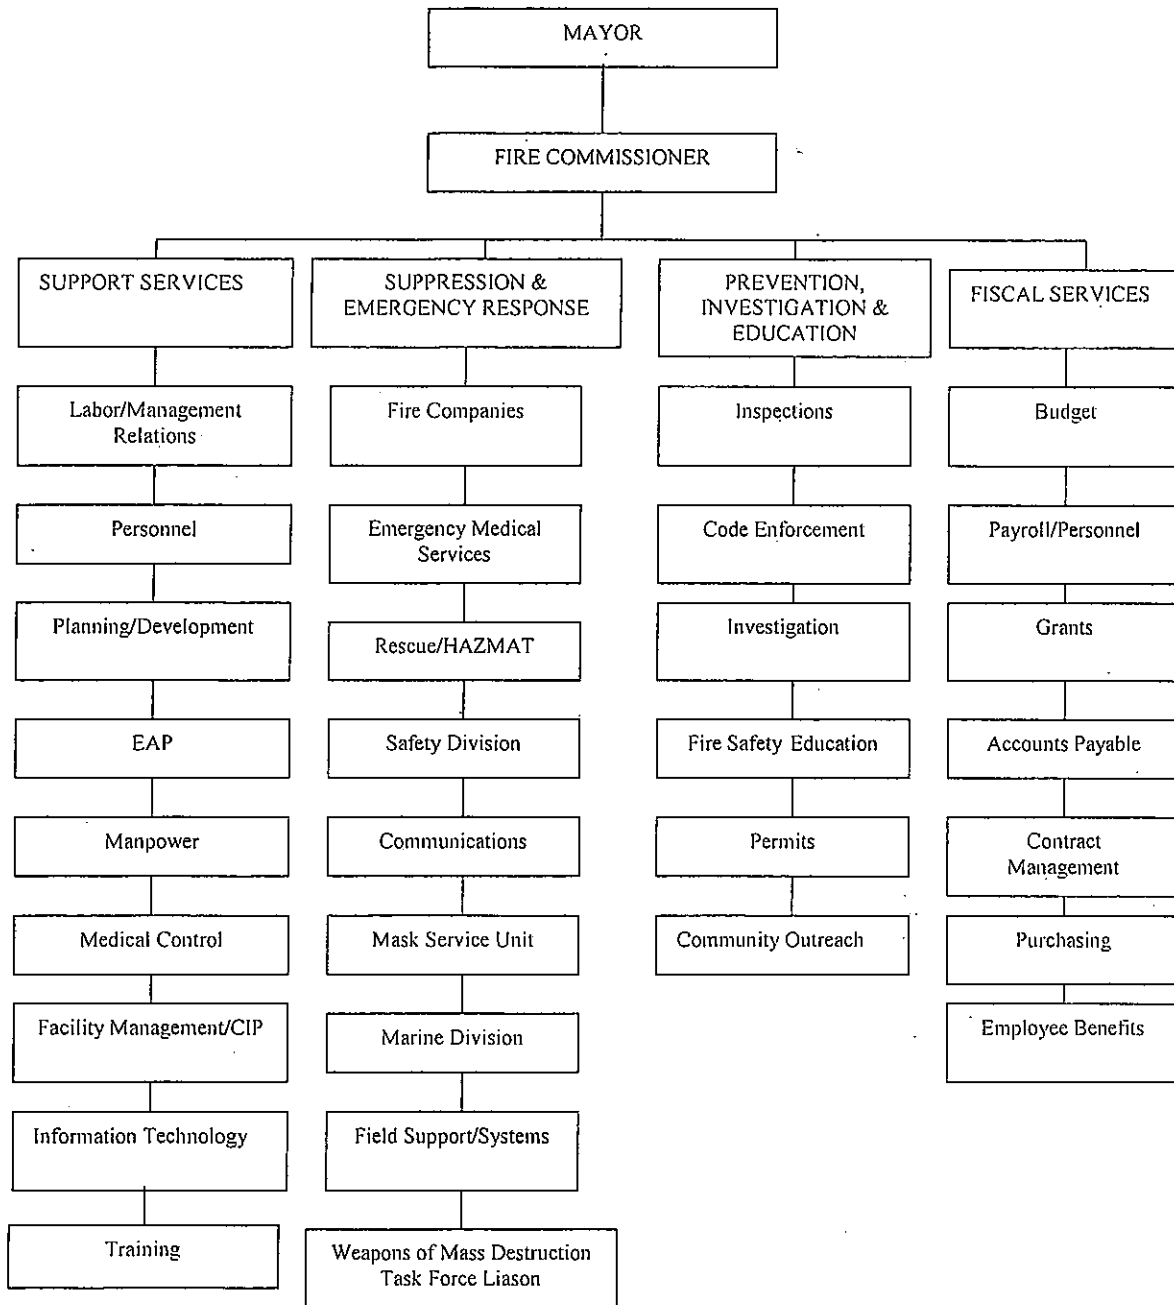 MAYOR
FIRE COMMISSIONER
SUPPORT SERVICES
SUPPRESSION &
EMERGENCY RESPONSE
PREVENTION,
INVESTIGATION &
EDUCATION
FISCAL SERVICES
Labor/Management
Relations
Personnel
Planning/Development
EAP
Manpower
Medical Control
Facility Management/CIP
Information Technology
Training
Fire Companies
Emergency Medical
Services
Rescue/HAZMAT
Safety Division
Communications
Mask Service Unit
Marine Division
Field Support/Systems
Weapons of Mass Destruction
Task Force Liason
Inspections
Code Enforcement
Investigation
Fire Safety Education
Permits
Community Outreach
Budget
Payroll/Personnel
Grants
Accounts Payable
Contract
Management
Purchasing
Employee Benefits